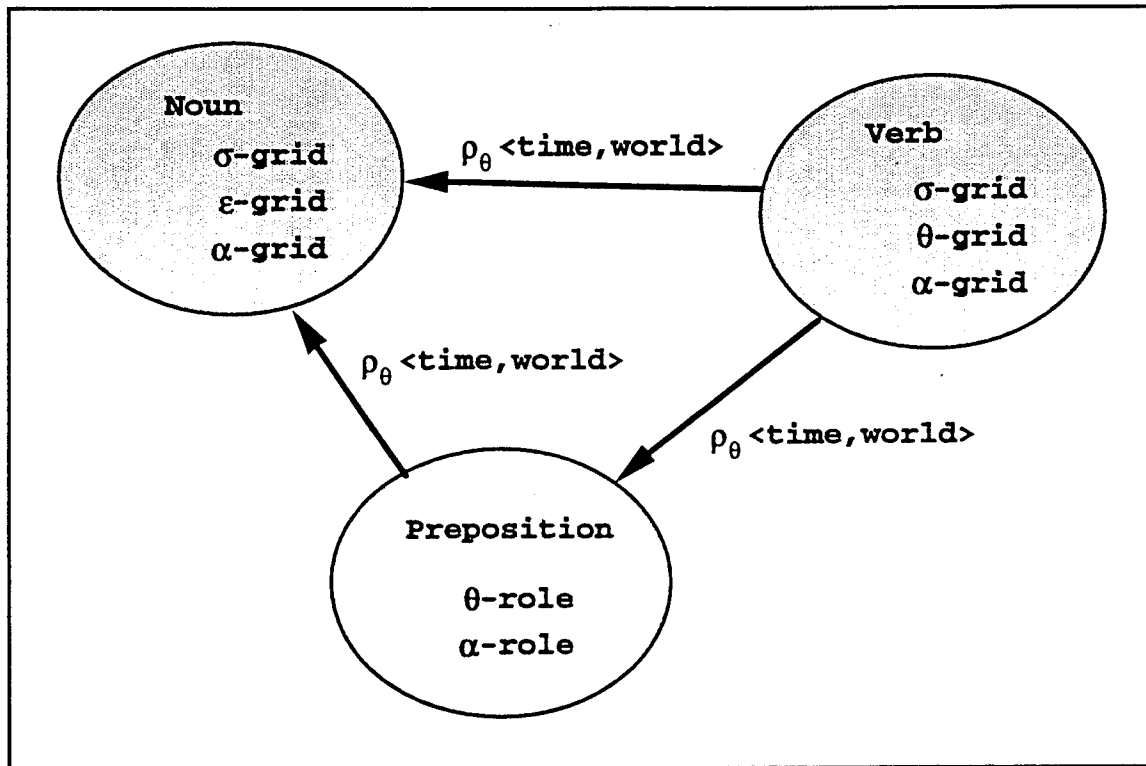 Noun
σ-grid
ε-grid
α-grid
ρθ <time,world>
Verb
σ-grid
θ-grid
α-grid
ρθ <time,world>
ρθ <time,world>
Preposition
θ-role
α-role